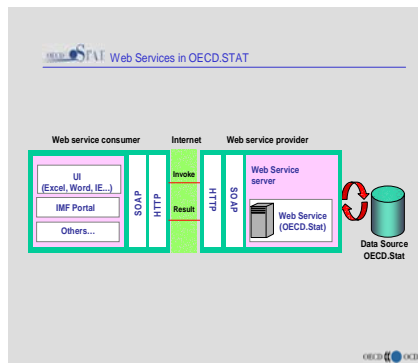 OECD.STAT Web Services in OECD.STAT
Web service consumer Internet Web service provider
UI
(Excel, Word, IE...)
IMF Portal
Others…
SOAP
HTTP
Invoke
Result
HTTP
SOAP
Web Service
server
Web Service
(OECD.Stat)
Data Source
OECD.Stat
OECD OCDE